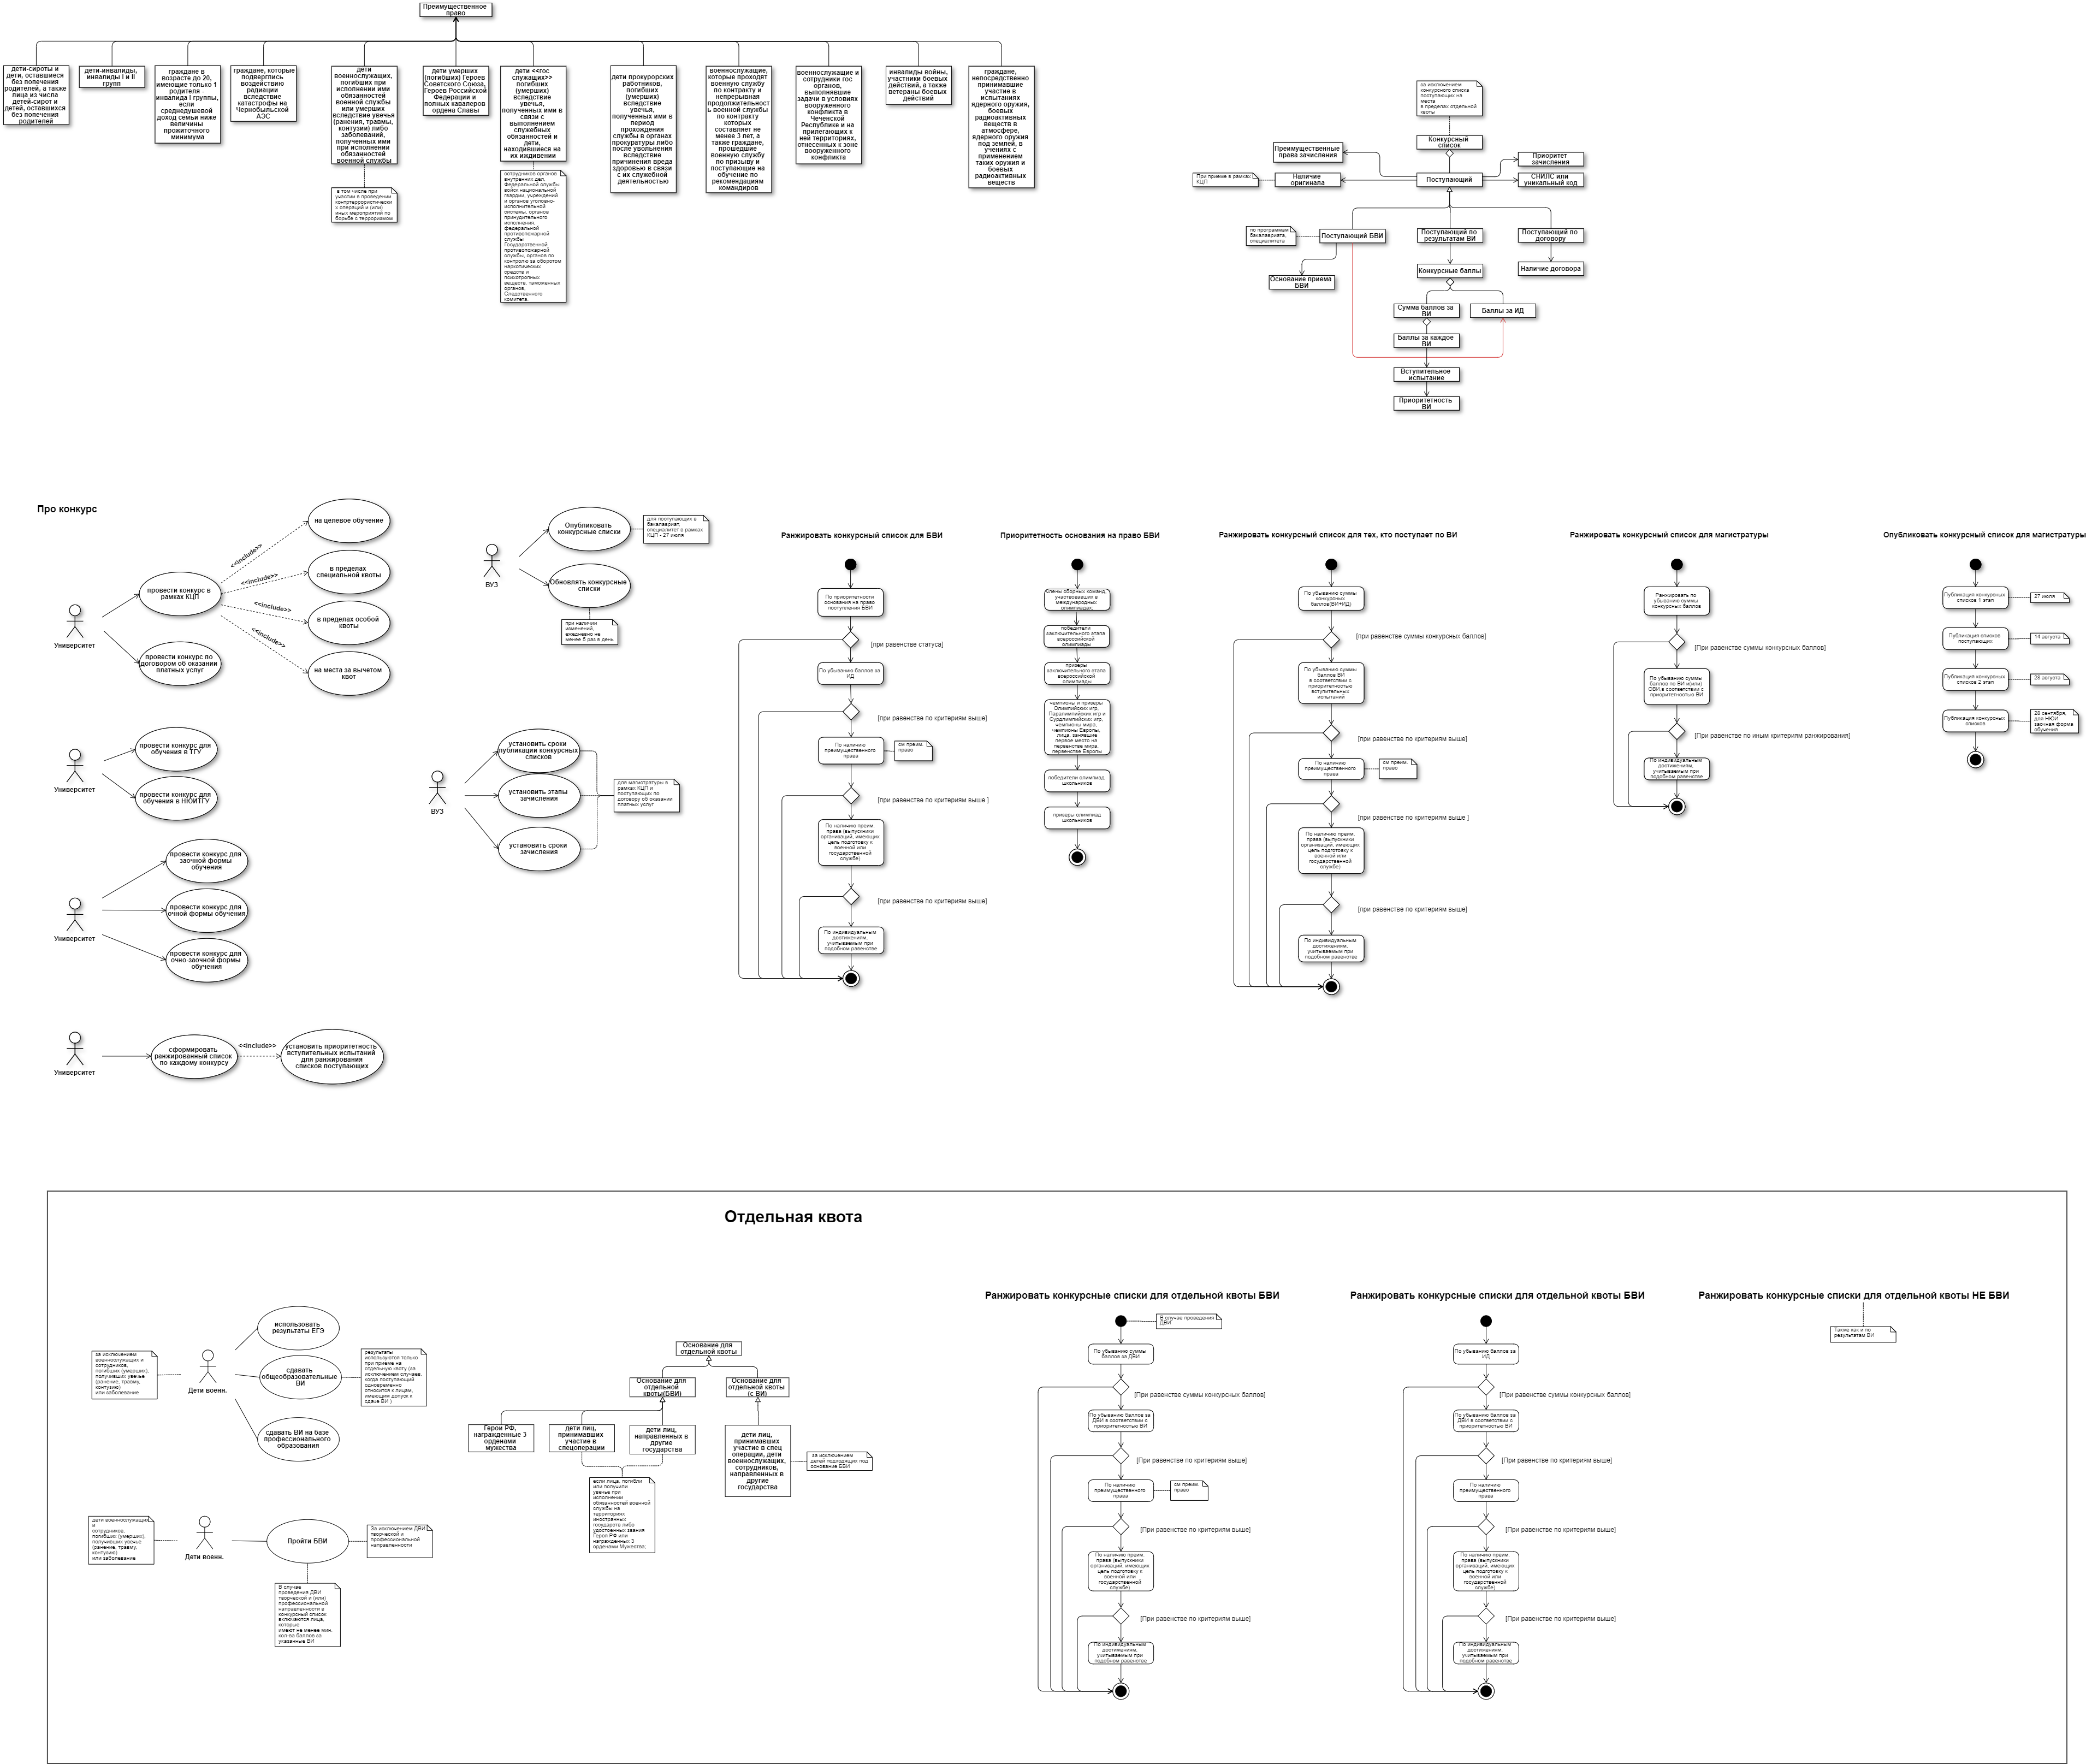 Преимущественное
право
дети-сироты и
дети, оставшиеся
без попечения
родителей, а также
лица из числа
детей-сирот и
детей, оставшихся
без попечения
родителей
дети-инвалиды,
инвалиды I и II
групп
граждане в
возрасте до 20,
имеющие только 1
родителя -
инвалида I группы,
если
среднедушевой
доход семьи ниже
величины
прожиточного
минимума
граждане, которые
подверглись
воздействию
радиации
вследствие
катастрофы на
Чернобыльской
АЭС
дети
военнослужащих,
погибших при
исполнении ими
обязанностей
военной службы
или умерших
вследствие увечья
(ранения, травмы,
контузии) либо
заболеваний,
полученных ими
при исполнении
обязанностей
военной службы
в том числе при
участии в проведении
контртеррористически
х операций и (или)
иных мероприятий по
борьбе с терроризмом
дети умерших
(погибших) Героев
Советского Союза,
Героев Российской
Федерации и
полных кавалеров
ордена Славы
дети <<гос
служащих>>
погибших
(умерших)
вследствие
увечья,
полученных ими в
связи с
выполнением
служебных
обязанностей и
дети,
находившиеся на
их иждивении
сотрудников органов
внутренних дел,
Федеральной службы
войск национальной
гвардии, учреждений
и органов уголовно-
исполнительной
системы, органов
принудительного
исполнения,
федеральной
противопожарной
службы
Государственной
противопожарной
службы, органов по
контролю за оборотом
наркотических
средств и
психотропных
веществ, таможенных
органов,
Следственного
комитета
дети прокурорских
работников,
погибших
(умерших)
вследствие
увечья,
полученных ими в
период
прохождения
службы в органах
прокуратуры либо
после увольнения
вследствие
причинения вреда
здоровью в связи
с их служебной
деятельностью
военнослужащие,
которые проходят
военную службу
по контракту и
непрерывная
продолжительност
ь военной службы
по контракту
которых
составляет не
менее 3 лет, а
также граждане,
прошедшие
военную службу
по призыву и
поступающие на
обучение по
рекомендациям
командиров
военнослужащие и
сотрудники гос
органов,
выполнявшие
задачи в условиях
вооруженного
конфликта в
Чеченской
Республике и на
прилегающих к
ней территориях,
отнесенных к зоне
вооруженного
конфликта
инвалиды войны,
участники боевых
действий, а также
ветераны боевых
действий
граждане,
непосредственно
принимавшие
участие в
испытаниях
ядерного оружия,
боевых
радиоактивных
веществ в
атмосфере,
ядерного оружия
под землей, в
учениях с
применением
таких оружия и
боевых
радиоактивных
веществ
за исключением
конкурсного списка
поступающих на
места
в пределах отдельной
квоты
Конкурсный
список
Преимущественные
права зачисления
Приоритет
зачисления
При приеме в рамках
КЦП
Наличие
оригинала
Поступающий
СНИЛС или
уникальный код
по программам
бакалавриата,
специалитета
Поступающий БВИ
Поступающий по
результатам ВИ
Поступающий по
договору
Основание приема
БВИ
Конкурсные баллы
Наличие договора
Сумма баллов за
ВИ
Баллы за ИД
Баллы за каждое
ВИ
Вступительное
испытание
Приоритетность
ВИ
Про конкурс
Университет
провести конкурс в
рамках КЦП
провести конкурс по
договором об оказании
платных услуг
<<include>>
<<include>>
<<include>>
<<include>>
на целевое обучение
в пределах
специальной квоты
в пределах особой
квоты
на места за вычетом
квот
Университет
провести конкурс для
обучения в ТГУ
провести конкурс для
обучения в НЮИТГУ
Университет
провести конкурс для
заочной формы
обучения
провести конкурс для
очной формы обучения
провести конкурс для
очно-заочной формы
обучения
Университет
сформировать
ранжированный список
по каждому конкурсу
<<include>>
установить приоритетность
вступительных испытаний
для ранжирования
списков поступающих
ВУЗ
Опубликовать
конкурсные списки
для поступающих в
бакалавриат,
специалитет в рамках
КЦП - 27 июля
Обновлять конкурсные
списки
при наличии
изменений,
ежедневно не
менее 5 раз в день
ВУЗ
установить сроки
публикации конкурсных
списков
установить этапы
зачисления
установить сроки
зачисления
для магистратуры в
рамках КЦП и
поступающих по
договору об оказании
платных услуг
Ранжировать конкурсный список для БВИ
По приоритетности
основания на право
поступления БВИ
[при равенстве статуса]
По убыванию баллов за
ИД
[при равенстве по критериям выше]
По наличию
преимущественного
права
см преим.
право
[при равенстве по критериям выше ]
По наличию преим.
права (выпускники
организаций, имеющих
цель подготовку к
военной или
государственной
службе)
[при равенстве по критериям выше]
По индивидуальным
достижениям,
учитываемым при
подобном равенстве
Приоритетность основания на право БВИ
члены сборных команд,
участвовавших в
международных
олимпиадах;
победители
заключительного этапа
всероссийской
олимпиады
призеры
заключительного этапа
всероссийской
олимпиады
чемпионы и призеры
Олимпийских игр,
Паралимпийских игр и
Сурдлимпийских игр,
чемпионы мира,
чемпионы Европы,
лица, занявшие
первое место на
первенстве мира,
первенстве Европы
победители олимпиад
школьников
призеры олимпиад
школьников
Ранжировать конкурсный список для тех, кто поступает по ВИ
По убыванию суммы
конкурсных
баллов(ВИ+ИД)
[при равенстве суммы конкурсных баллов]
По убыванию суммы
баллов ВИ
в соответствии с
приоритетностью
вступительных
испытаний
[при равенстве по критериям выше]
По наличию
преимущественного
права
см преим.
право
[при равенстве по критериям выше ]
По наличию преим.
права (выпускники
организаций, имеющих
цель подготовку к
военной или
государственной
службе)
[при равенстве по критериям выше]
По индивидуальным
достижениям,
учитываемым при
подобном равенстве
Ранжировать конкурсный список для магистратуры
Ранжировать по
убыванию суммы
конкурсных баллов
[При равенстве суммы конкурсных баллов]
По убыванию суммы
баллов по ВИ и(или)
ОВИ,в соответствии с
приоритетностью ВИ
[При равенстве по иным критериям ранжирования]
По индивидуальным
достижениям,
учитываемым при
подобном равенстве
Опубликовать конкурсный список для магистратуры
Публикация конкурсных
списков 1 этап
27 июля
Публикация списков
поступающих
14 августа
Публикация конкурсных
списков 2 этап
28 августа
Публикация конкурсных
списков
28 сентября,
для НЮИ
заочная форма
обучения
Отдельная квота
за исключением
военнослужащих и
сотрудников,
погибших (умерших),
получивших увечье
(ранение, травму,
контузию)
или заболевание
Дети военн.
использовать
результаты ЕГЭ
сдавать
общеобразовательные
ВИ
результаты
используются только
при приеме на
отдельную квоту (за
исключением случаев,
когда поступающий
одновременно
относится к лицам,
имеющим допуск к
сдаче ВИ )
сдавать ВИ на базе
профессионального
образования
дети военнослужащих
и
сотрудников,
погибших (умерших),
получивших увечье
(ранение, травму,
контузию)
или заболевание
Дети военн.
Пройти БВИ
За исключением ДВИ
творческой и
профессиональной
направленности
В случае
проведения ДВИ
творческой и (или)
профессиональной
направленности в
конкурсный список
включаются лица,
которые
имеют не менее мин.
кол-ва баллов за
указанные ВИ
Основание для
отдельной квоты
Основание для
отдельной
квоты(БВИ)
Основание для
отдельной квоты
(с ВИ)
Герои РФ,
награжденные 3
орденами
мужества
дети лиц,
принимавших
участие в
спецоперации
дети лиц,
направленных в
другие
государства
дети лиц,
принимавших
участие в спец
операции, дети
военнослужащих,
сотрудников,
направленных в
другие
государства
за исключением
детей подходящих под
основание БВИ
если лица, погибли
или получили
увечье при
исполнении
обязанностей военной
службы на
территориях
иностранных
государств либо
удостоенных звания
Героя РФ или
награжденных 3
орденами Мужества;
Ранжировать конкурсные списки для отдельной квоты БВИ
В случае проведения
ДВИ
По убыванию суммы
баллов за ДВИ
[При равенстве суммы конкурсных баллов]
По убыванию баллов за
ДВИ в соответствии с
приоритетностью ВИ
[При равенстве по критериям выше]
По наличию
преимущественного
права
см преим.
право
[При равенстве по критериям выше]
По наличию преим.
права (выпускники
организаций, имеющих
цель подготовку к
военной или
государственной
службе)
[При равенстве по критериям выше]
По индивидуальным
достижениям,
учитываемым при
подобном равенстве
Ранжировать конкурсные списки для отдельной квоты БВИ
По убыванию баллов за
ИД
[При равенстве суммы конкурсных баллов]
По убыванию баллов за
ДВИ в соответствии с
приоритетностью ВИ
[При равенстве по критериям выше]
По наличию
преимущественного
права
[При равенстве по критериям выше]
По наличию преим.
права (выпускники
организаций, имеющих
цель подготовку к
военной или
государственной
службе)
[При равенстве по критериям выше]
По индивидуальным
достижениям,
учитываемым при
подобном равенстве
Ранжировать конкурсные списки для отдельной квоты НЕ БВИ
Также как и по
результатам ВИ